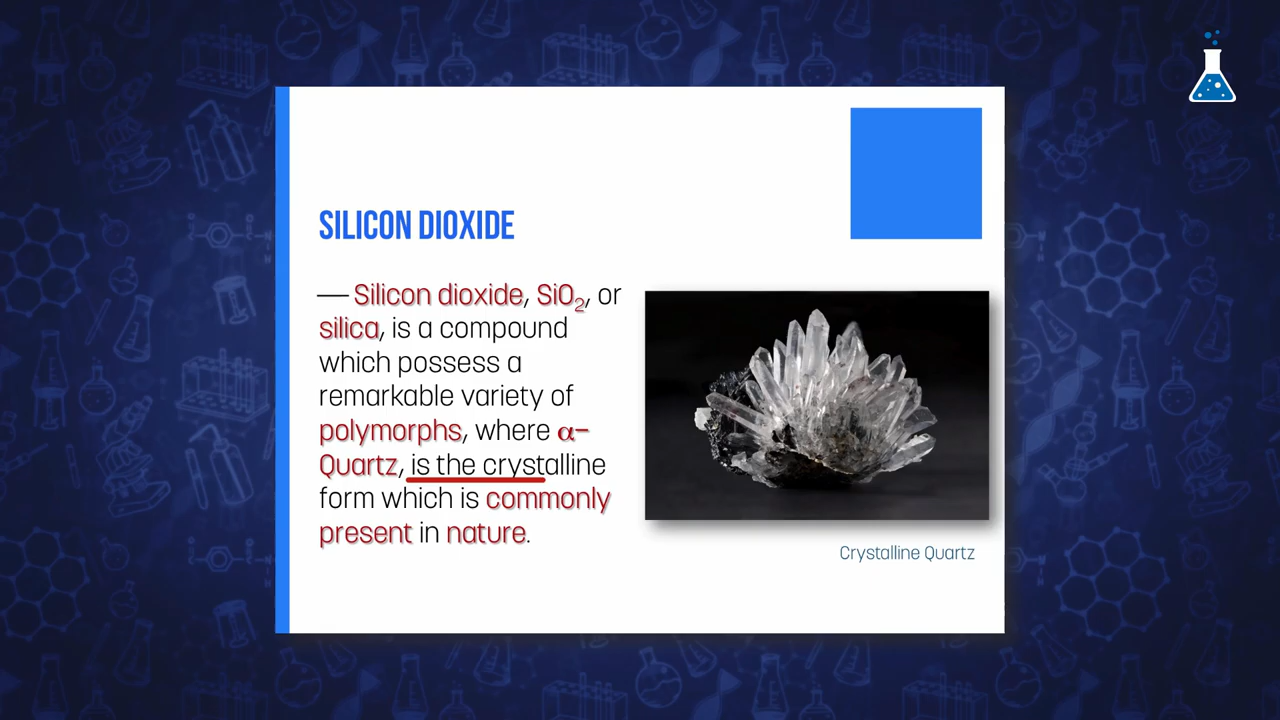 SILICON DIOXIDE
— Silicon dioxide, SiO₂, or
silica, is a compound
which possess a
remarkable variety of
polymorphs, where α–
Quartz, is the crystalline
form which is commonly
present in nature.
Crystalline Quartz